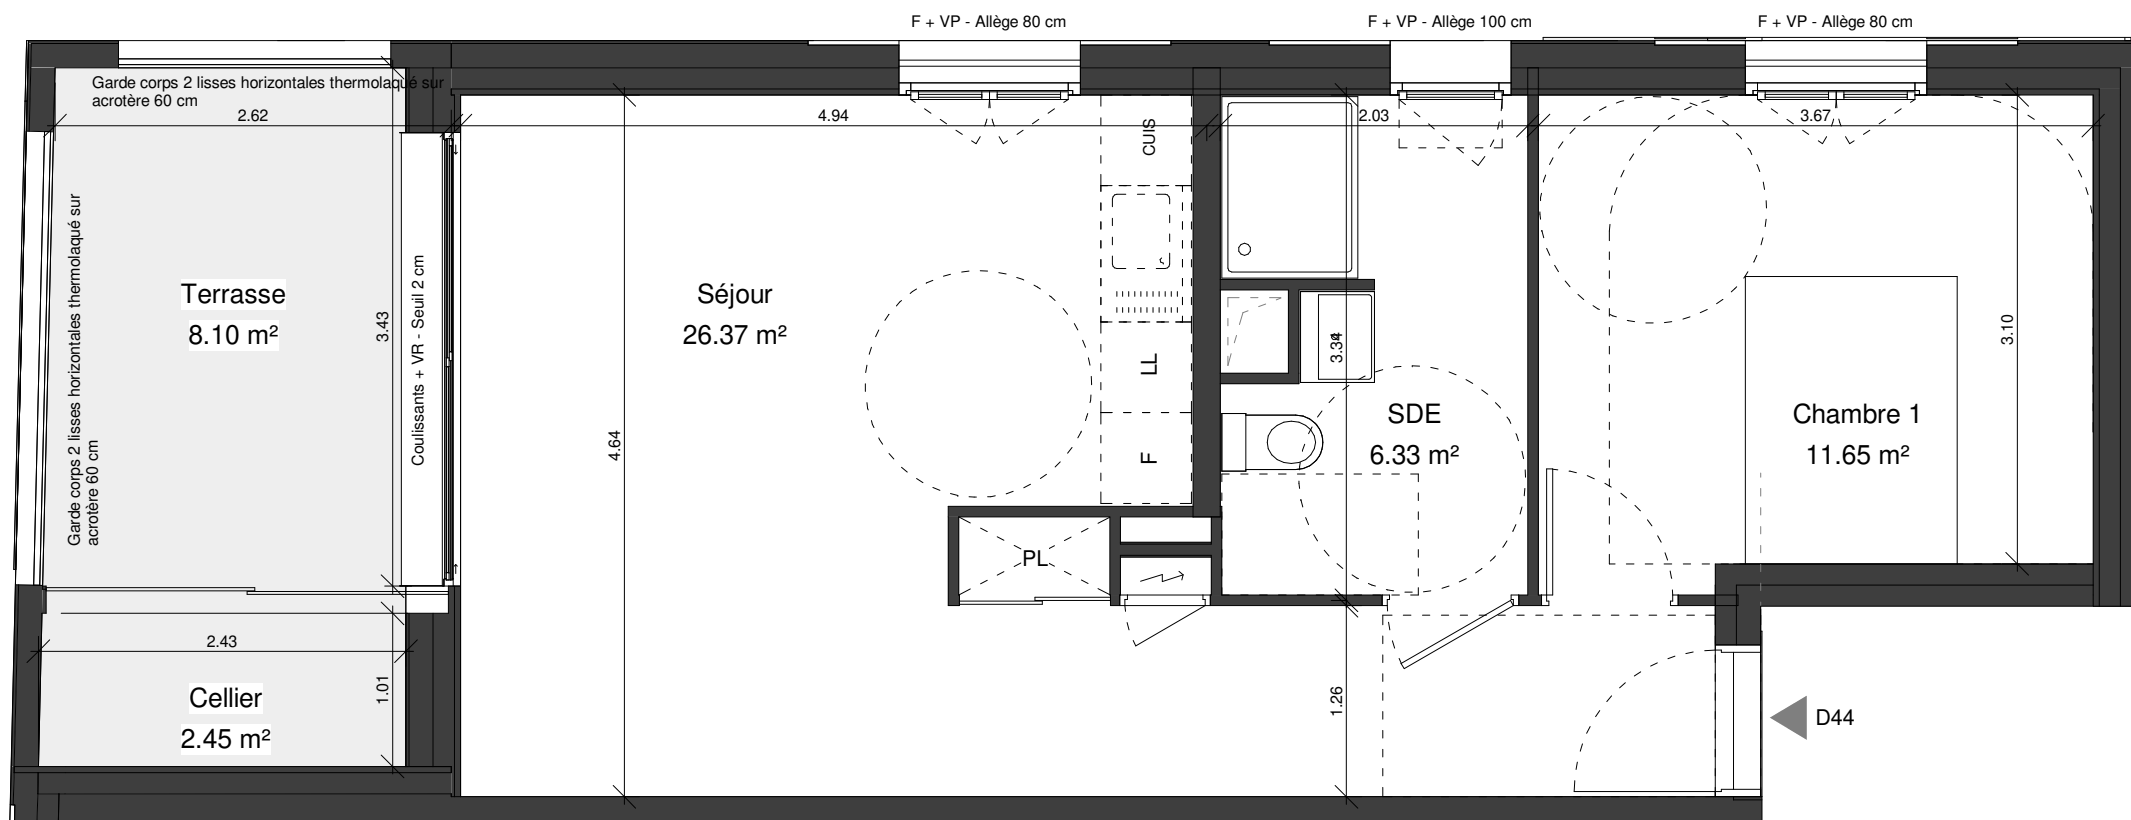 F + VP - Allège 80 cm
F + VP - Allège 100 cm
F + VP - Allège 80 cm
Garde corps 2 lisses horizontales thermolaqué sur
acrotère 60 cm
2.62
4.94
2.03
3.67
CUIS
Garde corps 2 lisses horizontales thermolaqué sur
acrotère 60 cm
Terrasse
8.10 m²
3.43
Coulissants + VR - Seuil 2 cm
Séjour
26.37 m²
4.64
LL
F
PL
SDE
6.33 m²
Chambre 1
11.65 m²
3.10
2.43
Cellier
2.45 m²
1.01
1.26
D44